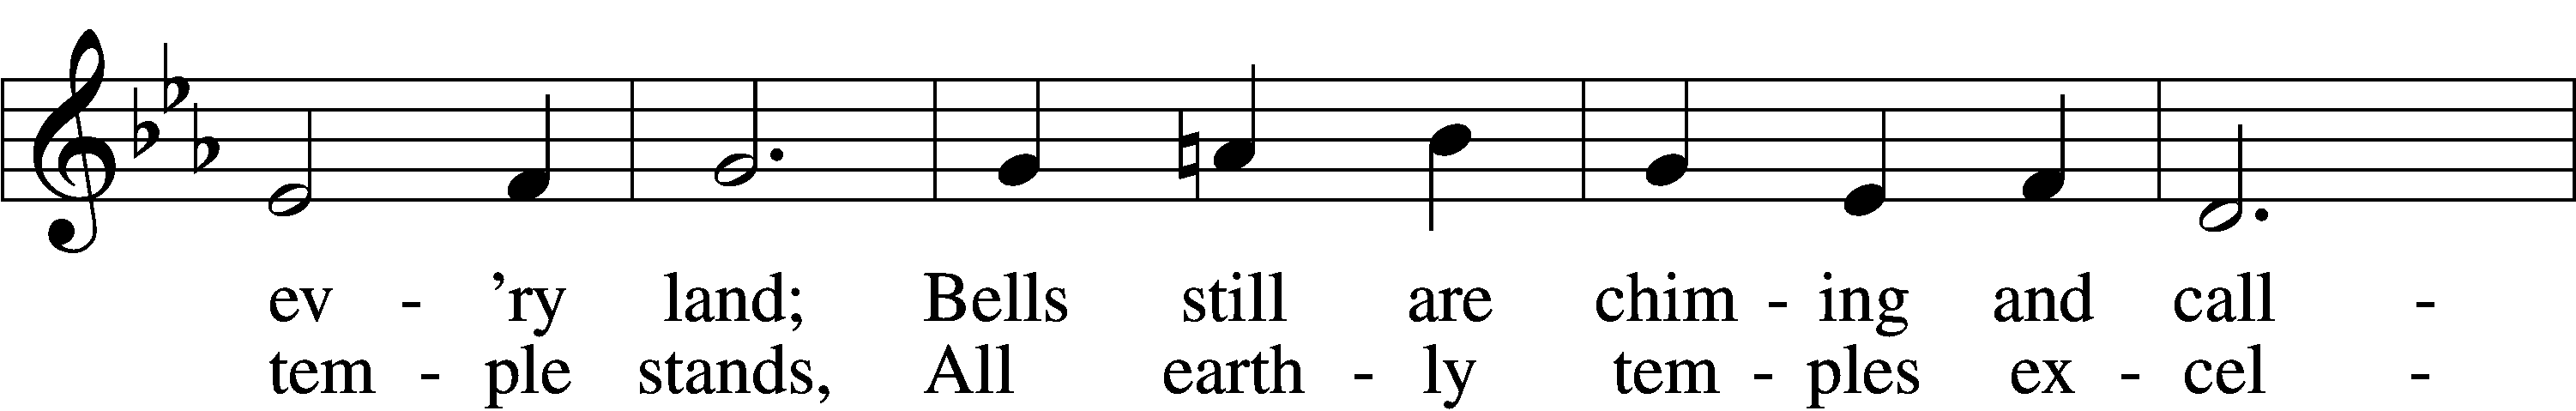 ev - ’ry land; Bells still are chim - ing and call -
tem - ple stands, All earth - ly tem - ples ex - cel -